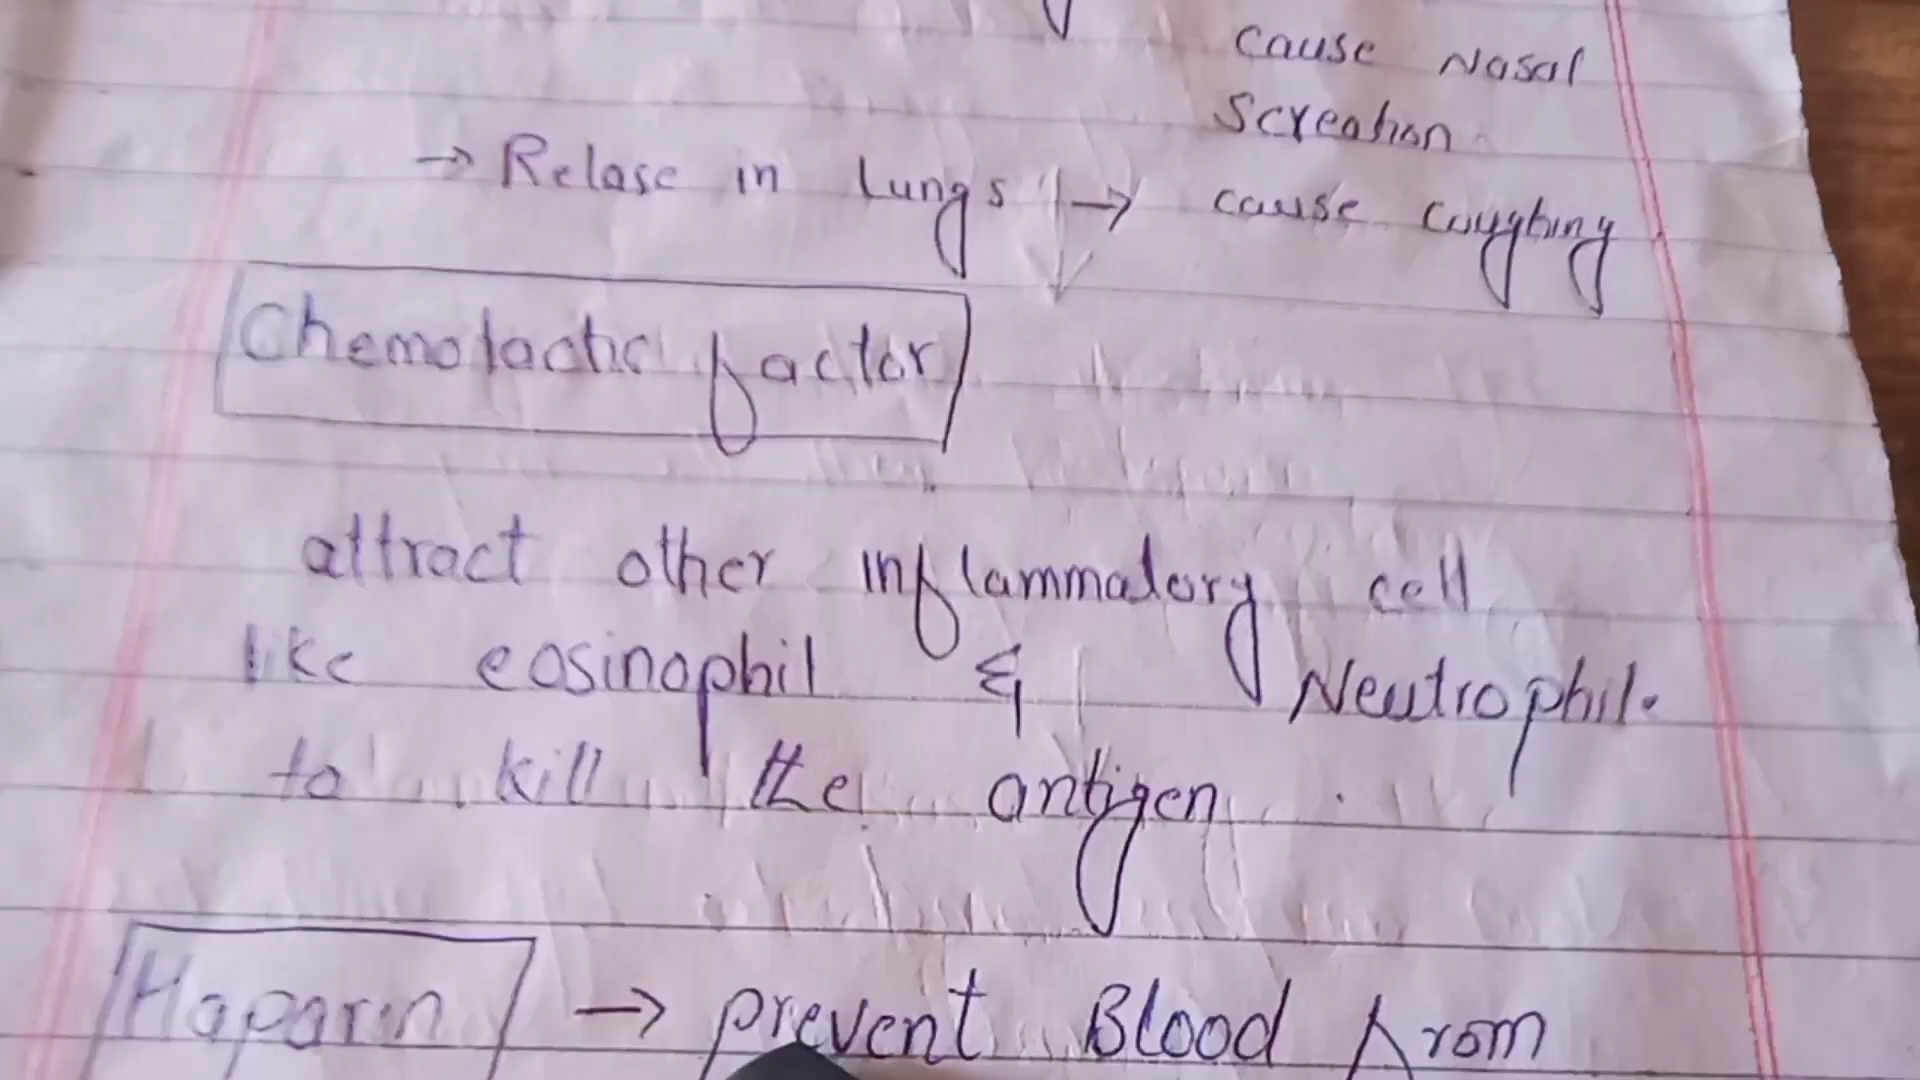 cause Nasal
Screation
→ Relase in Lungs → cause Coughing
Chemotactic factor
attract other inflammatory cell
like eosinophil & Neutrophil.
to kill the antigen
Haparin → prevent Blood from